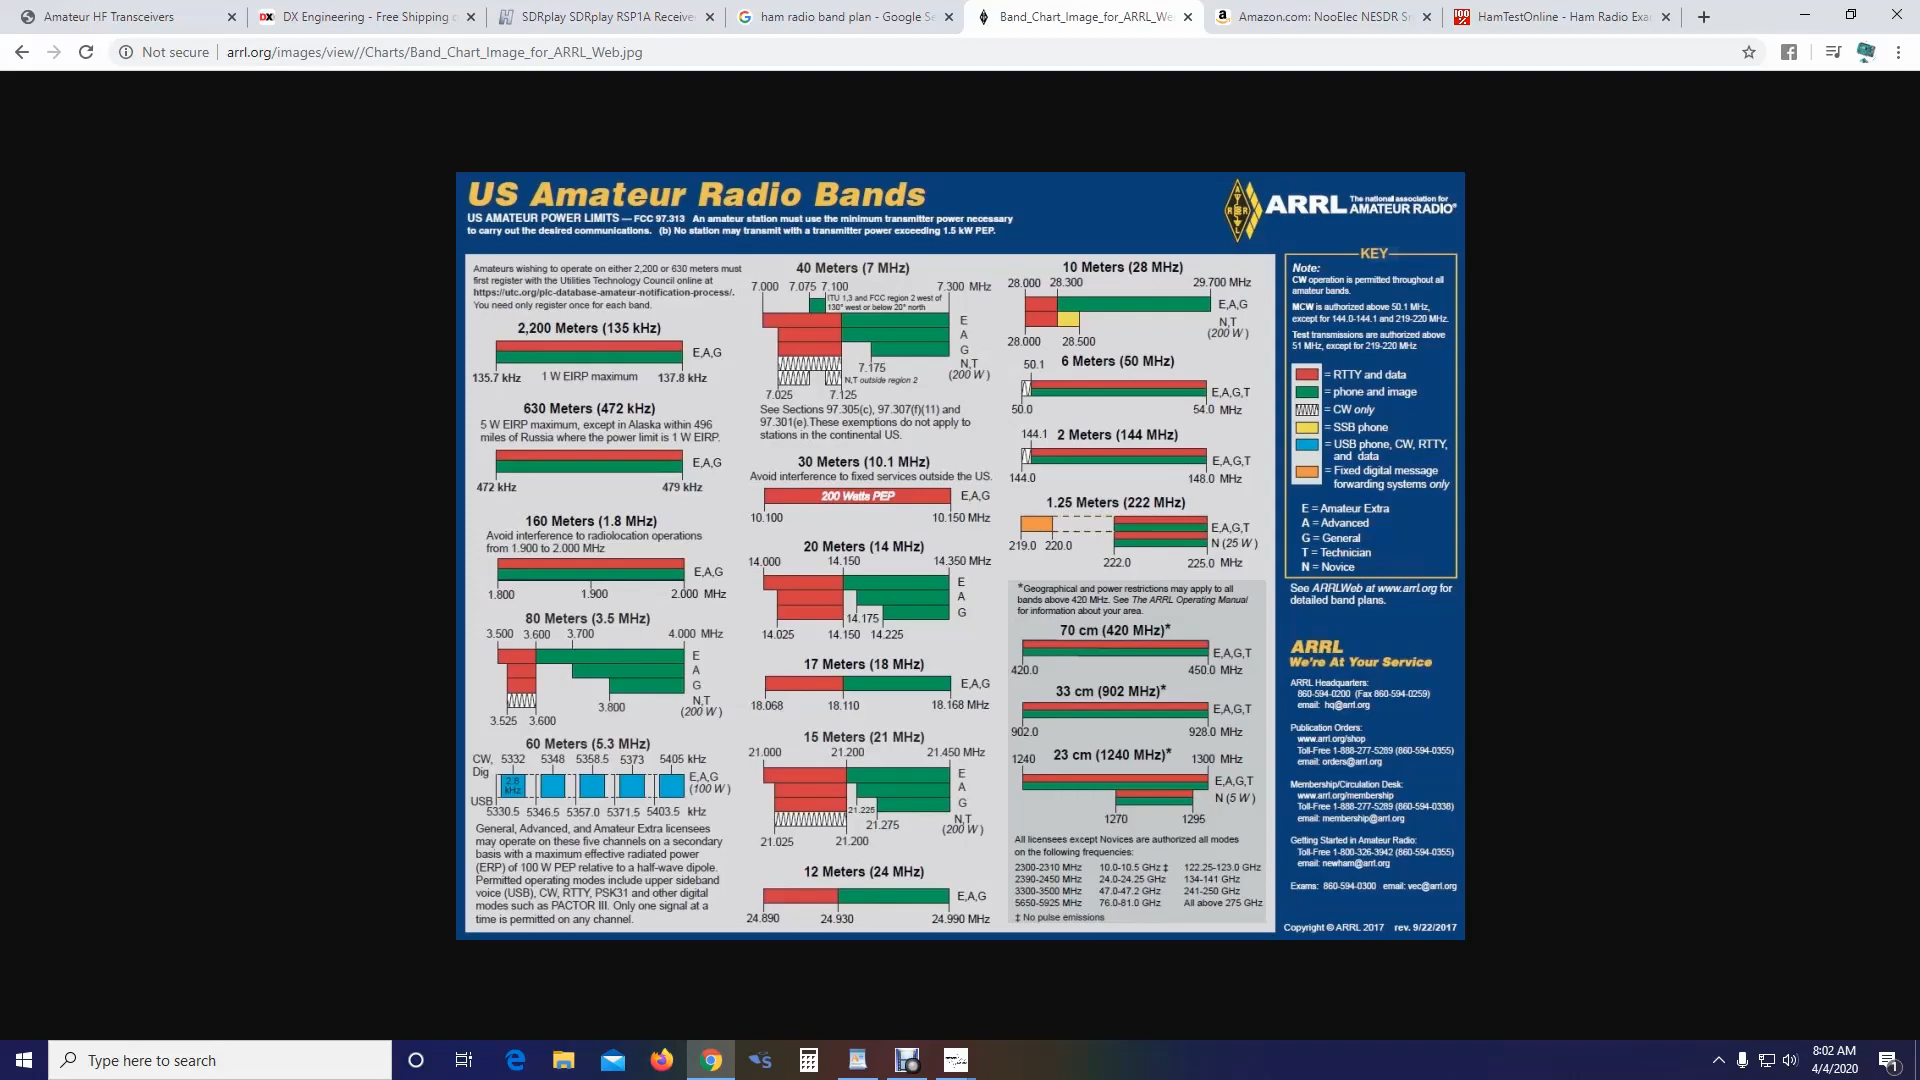 Amateur HF Transceivers
DX Engineering - Free Shipping
SDRplay SDRplay RSP1A Receive
ham radio band plan - Google Se
Band_Chart_Image_for_ARRL_We
Amazon.com: NooElec NESDR Sm
HamTestOnline - Ham Radio Exa
Not secure
arrl.org/images/view//Charts/Band_Chart_Image_for_ARRL_Web.jpg
US Amateur Radio Bands
US AMATEUR POWER LIMITS — FCC 97.313 An amateur station must use the minimum transmitter power necessary
to carry out the desired communications. (b) No station may transmit with a transmitter power exceeding 1.5 kW PEP.
ARRL The national association for
AMATEUR RADIO®
Amateurs wishing to operate on either 2,200 or 630 meters must
first register with the Utilities Technology Council online at
https://utc.org/plc-database-amateur-notification-process/.
You need only register once for each band.
2,200 Meters (135 kHz)
E,A,G
135.7 kHz 1 W EIRP maximum 137.8 kHz
630 Meters (472 kHz)
5 W EIRP maximum, except in Alaska within 496
miles of Russia where the power limit is 1 W EIRP.
E,A,G
472 kHz 479 kHz
160 Meters (1.8 MHz)
Avoid interference to radiolocation operations
from 1.900 to 2.000 MHz
E,A,G
1.800 1.900 2.000 MHz
80 Meters (3.5 MHz)
3.500 3.600 3.700 4.000 MHz
E
A
G
N,T
(200 W)
3.800
3.525 3.600
60 Meters (5.3 MHz)
CW, 5332 5348 5358.5 5373 5405 kHz
Dig
2.8
kHz
E,A,G
(100 W)
USB
5330.5 5346.5 5357.0 5371.5 5403.5 kHz
General, Advanced, and Amateur Extra licensees
may operate on these five channels on a secondary
basis with a maximum effective radiated power
(ERP) of 100 W PEP relative to a half-wave dipole.
Permitted operating modes include upper sideband
voice (USB), CW, RTTY, PSK31 and other digital
modes such as PACTOR III. Only one signal at a
time is permitted on any channel.
40 Meters (7 MHz)
7.000 7.075 7.100 7.300 MHz
ITU 1,3 and FCC region 2 west of
130° west or below 20° north
E
A
G
7.175
N,T
(200 W)
N,T outside region 2
7.025 7.125
See Sections 97.305(c), 97.307(f)(11) and
97.301(e).These exemptions do not apply to
stations in the continental US.
30 Meters (10.1 MHz)
Avoid interference to fixed services outside the US.
200 Watts PEP E,A,G
10.100 10.150 MHz
20 Meters (14 MHz)
14.000 14.150 14.350 MHz
E
A
G
14.175
14.025 14.150 14.225
17 Meters (18 MHz)
E,A,G
18.068 18.110 18.168 MHz
15 Meters (21 MHz)
21.000 21.200 21.450 MHz
E
A
G
21.225
21.275
N,T
(200 W)
21.025 21.200
12 Meters (24 MHz)
E,A,G
24.890 24.930 24.990 MHz
10 Meters (28 MHz)
28.000 28.300 29.700 MHz
E,A,G
N,T
(200 W)
28.000 28.500
6 Meters (50 MHz)
50.1
E,A,G,T
50.0 54.0 MHz
2 Meters (144 MHz)
144.1
E,A,G,T
144.0 148.0 MHz
1.25 Meters (222 MHz)
E,A,G,T
N (25 W)
219.0 220.0
222.0 225.0 MHz
*Geographical and power restrictions may apply to all
bands above 420 MHz. See The ARRL Operating Manual
for information about your area.
70 cm (420 MHz)*
E,A,G,T
420.0 450.0 MHz
33 cm (902 MHz)*
E,A,G,T
902.0 928.0 MHz
23 cm (1240 MHz)*
1240 1300 MHz
E,A,G,T
N (5 W)
1270 1295
All licensees except Novices are authorized all modes
on the following frequencies:
2300-2310 MHz 10.0-10.5 GHz ‡ 122.25-123.0 GHz
2390-2450 MHz 24.0-24.25 GHz 134-141 GHz
3300-3500 MHz 47.0-47.2 GHz 241-250 GHz
5650-5925 MHz 76.0-81.0 GHz All above 275 GHz
‡ No pulse emissions
KEY
Note:
CW operation is permitted throughout all
amateur bands.
MCW is authorized above 50.1 MHz,
except for 144.0-144.1 and 219-220 MHz.
Test transmissions are authorized above
51 MHz, except for 219-220 MHz
= RTTY and data
= phone and image
= CW only
= SSB phone
= USB phone, CW, RTTY,
and data
= Fixed digital message
forwarding systems only
E = Amateur Extra
A = Advanced
G = General
T = Technician
N = Novice
See ARRLWeb at www.arrl.org for
detailed band plans.
ARRL
We're At Your Service
ARRL Headquarters:
860-594-0200 (Fax 860-594-0259)
email: hq@arrl.org
Publication Orders:
www.arrl.org/shop
Toll-Free 1-888-277-5289 (860-594-0355)
email: orders@arrl.org
Membership/Circulation Desk:
www.arrl.org/membership
Toll-Free 1-888-277-5289 (860-594-0338)
email: membership@arrl.org
Getting Started in Amateur Radio:
Toll-Free 1-800-326-3942 (860-594-0355)
email: newham@arrl.org
Exams: 860-594-0300 email: vec@arrl.org
Copyright © ARRL 2017 rev. 9/22/2017
Type here to search
8:02 AM
4/4/2020